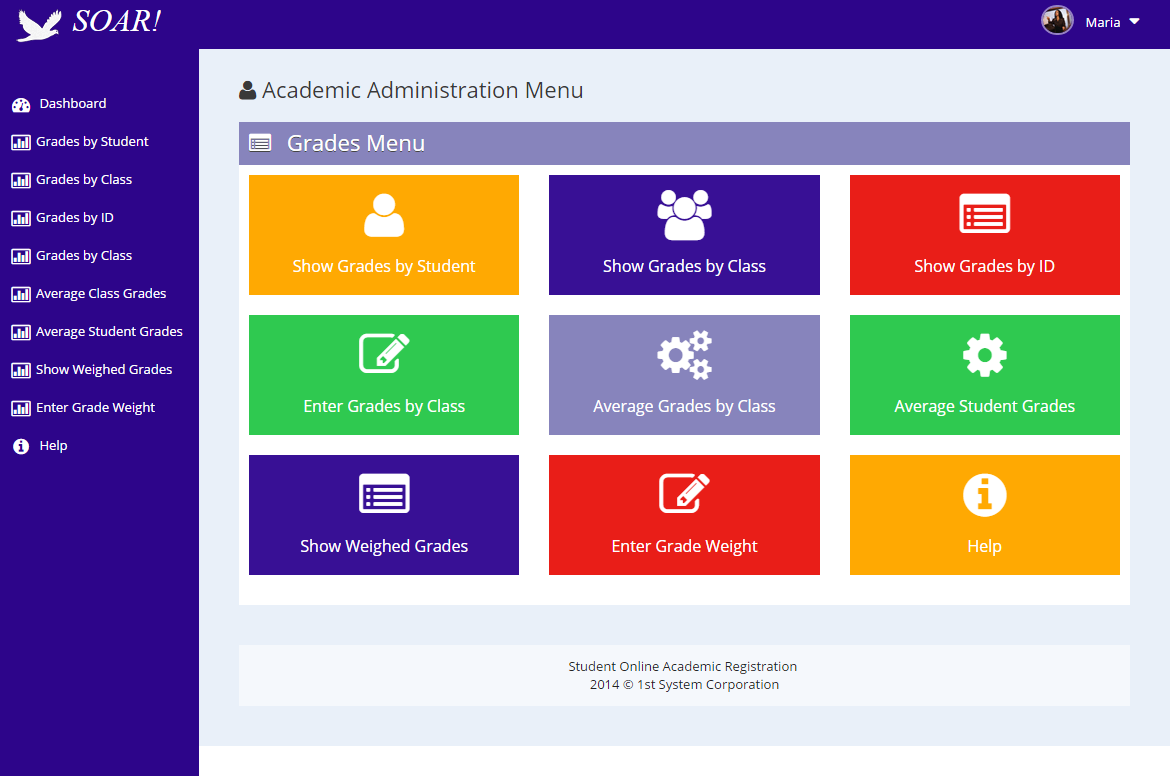 SOAR!
Maria
Dashboard
Grades by Student
Grades by Class
Grades by ID
Grades by Class
Average Class Grades
Average Student Grades
Show Weighed Grades
Enter Grade Weight
Help
Academic Administration Menu
Grades Menu
Show Grades by Student
Show Grades by Class
Show Grades by ID
Enter Grades by Class
Average Grades by Class
Average Student Grades
Show Weighed Grades
Enter Grade Weight
Help
Student Online Academic Registration
2014 © 1st System Corporation